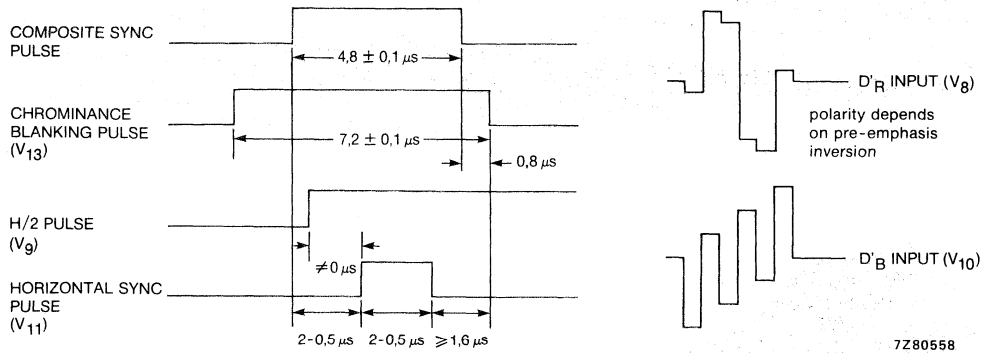 COMPOSITE SYNC
PULSE
4,8 ± 0,1 μs
CHROMINANCE
BLANKING PULSE
(V13)
7,2 ± 0,1 μs
0,8 μs
H/2 PULSE
(V9)
≠0 μs
HORIZONTAL SYNC
PULSE
(V11)
2-0,5 μs
2-0,5 μs
⩾1,6 μs
D'R INPUT (V8)
polarity depends
on pre-emphasis
inversion
D'B INPUT (V10)
7Z80558